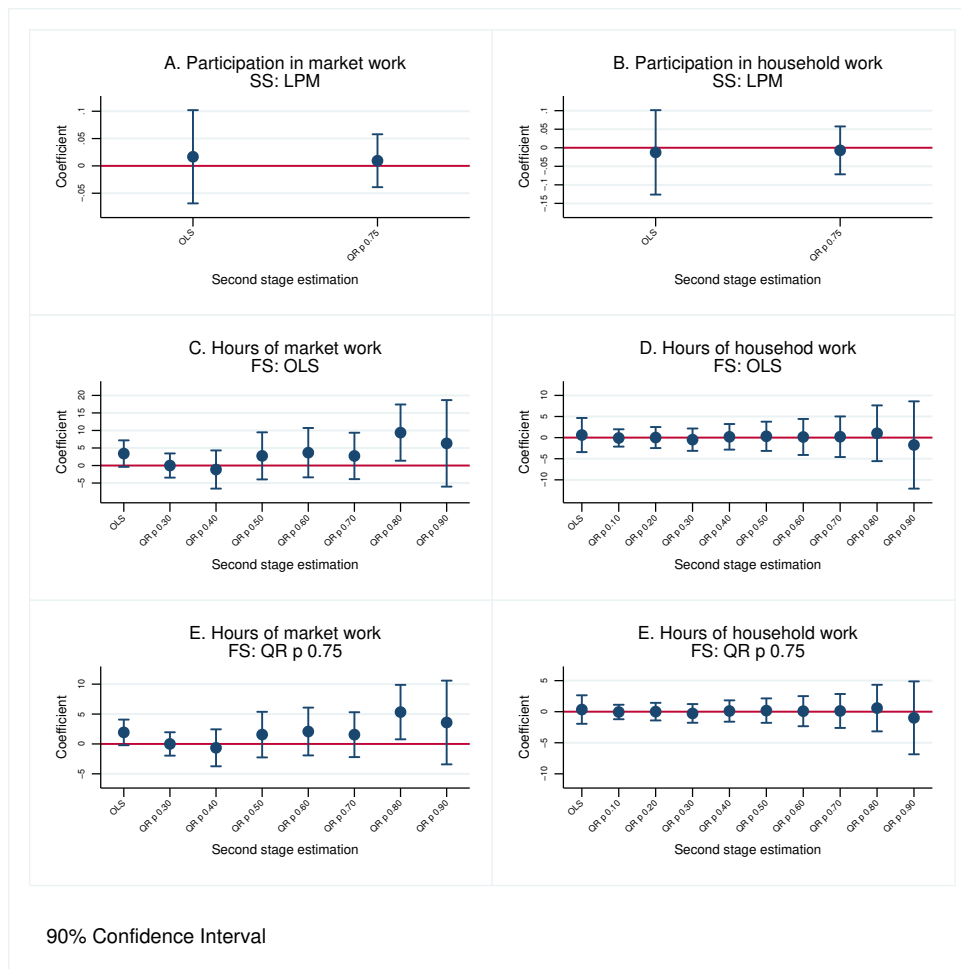 A. Participation in market work
SS: LPM
Coefficient
.1
.05
0
-.05
OLS
QR p 0.75
Second stage estimation
B. Participation in household work
SS: LPM
Coefficient
.1
.05
0
-.05
-.1
-.15
OLS
QR p 0.75
Second stage estimation
C. Hours of market work
FS: OLS
Coefficient
20
15
10
5
0
-5
OLS
QR p 0.30
QR p 0.40
QR p 0.50
QR p 0.60
QR p 0.70
QR p 0.80
QR p 0.90
Second stage estimation
D. Hours of househod work
FS: OLS
Coefficient
10
5
0
-5
-10
OLS
QR p 0.10
QR p 0.20
QR p 0.30
QR p 0.40
QR p 0.50
QR p 0.60
QR p 0.70
QR p 0.80
QR p 0.90
Second stage estimation
E. Hours of market work
FS: QR p 0.75
Coefficient
10
5
0
-5
OLS
QR p 0.30
QR p 0.40
QR p 0.50
QR p 0.60
QR p 0.70
QR p 0.80
QR p 0.90
Second stage estimation
E. Hours of household work
FS: QR p 0.75
Coefficient
5
0
-5
-10
OLS
QR p 0.10
QR p 0.20
QR p 0.30
QR p 0.40
QR p 0.50
QR p 0.60
QR p 0.70
QR p 0.80
QR p 0.90
Second stage estimation
90% Confidence Interval